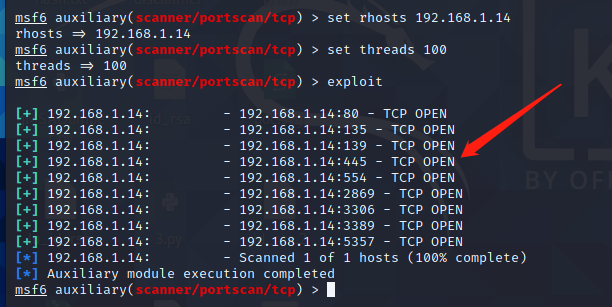 msf6 auxiliary(scanner/portscan/tcp) > set rhosts 192.168.1.14
rhosts => 192.168.1.14
msf6 auxiliary(scanner/portscan/tcp) > set threads 100
threads => 100
msf6 auxiliary(scanner/portscan/tcp) > exploit
[+] 192.168.1.14: - 192.168.1.14:80 - TCP OPEN
[+] 192.168.1.14: - 192.168.1.14:135 - TCP OPEN
[+] 192.168.1.14: - 192.168.1.14:139 - TCP OPEN
[+] 192.168.1.14: - 192.168.1.14:445 - TCP OPEN
[+] 192.168.1.14: - 192.168.1.14:554 - TCP OPEN
[+] 192.168.1.14: - 192.168.1.14:2869 - TCP OPEN
[+] 192.168.1.14: - 192.168.1.14:3306 - TCP OPEN
[+] 192.168.1.14: - 192.168.1.14:3389 - TCP OPEN
[+] 192.168.1.14: - 192.168.1.14:5357 - TCP OPEN
[*] 192.168.1.14: - Scanned 1 of 1 hosts (100% complete)
[*] Auxiliary module execution completed
msf6 auxiliary(scanner/portscan/tcp) >
BY OF